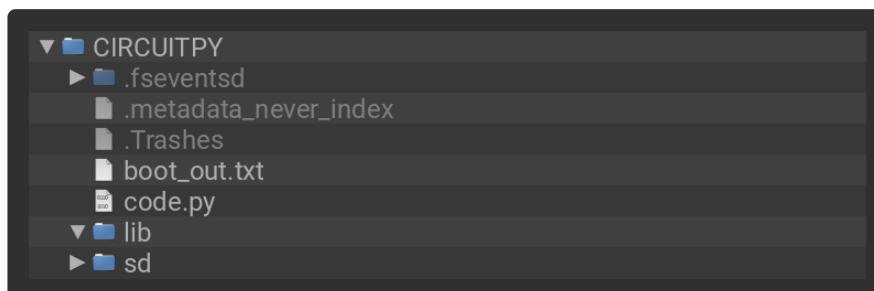 CIRCUITPY
.fseventsd
.metadata_never_index
.Trashes
boot_out.txt
code.py
lib
sd